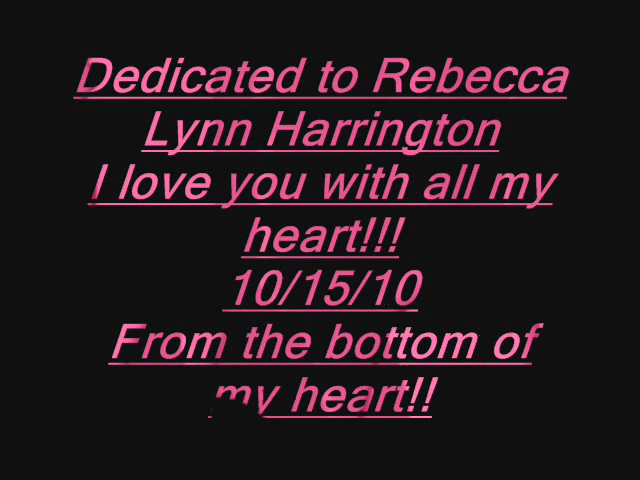 Dedicated to Rebecca
Lynn Harrington
I love you with all my
heart!!!
10/15/10
From the bottom of
my heart!!